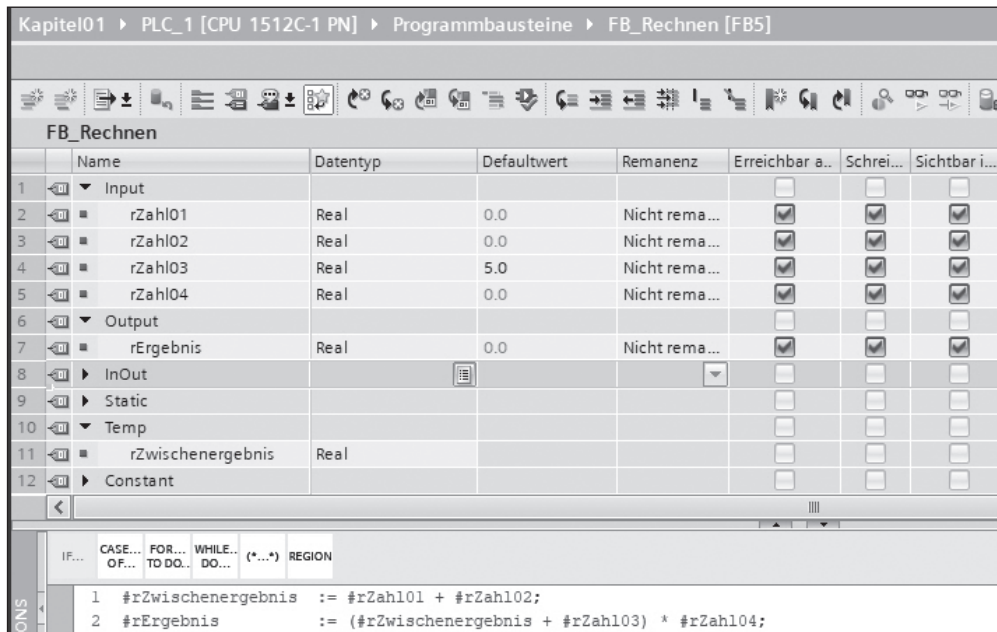 Kapitel01 ▸ PLC_1 [CPU 1512C-1 PN] ▸ Programmbausteine ▸ FB_Rechnen [FB5]
FB_Rechnen
Name Datentyp Defaultwert Remanenz Erreichbar a... Schrei... Sichtbar i...
1 Input
2 rZahl01 Real 0.0 Nicht rema...
3 rZahl02 Real 0.0 Nicht rema...
4 rZahl03 Real 5.0 Nicht rema...
5 rZahl04 Real 0.0 Nicht rema...
6 Output
7 rErgebnis Real 0.0 Nicht rema...
8 InOut
9 Static
10 Temp
11 rZwischenergebnis Real
12 Constant
IF... CASE... OF... FOR... TO DO... WHILE... DO... (*...*) REGION
1 #rZwischenergebnis := #rZahl01 + #rZahl02;
2 #rErgebnis := (#rZwischenergebnis + #rZahl03) * #rZahl04;